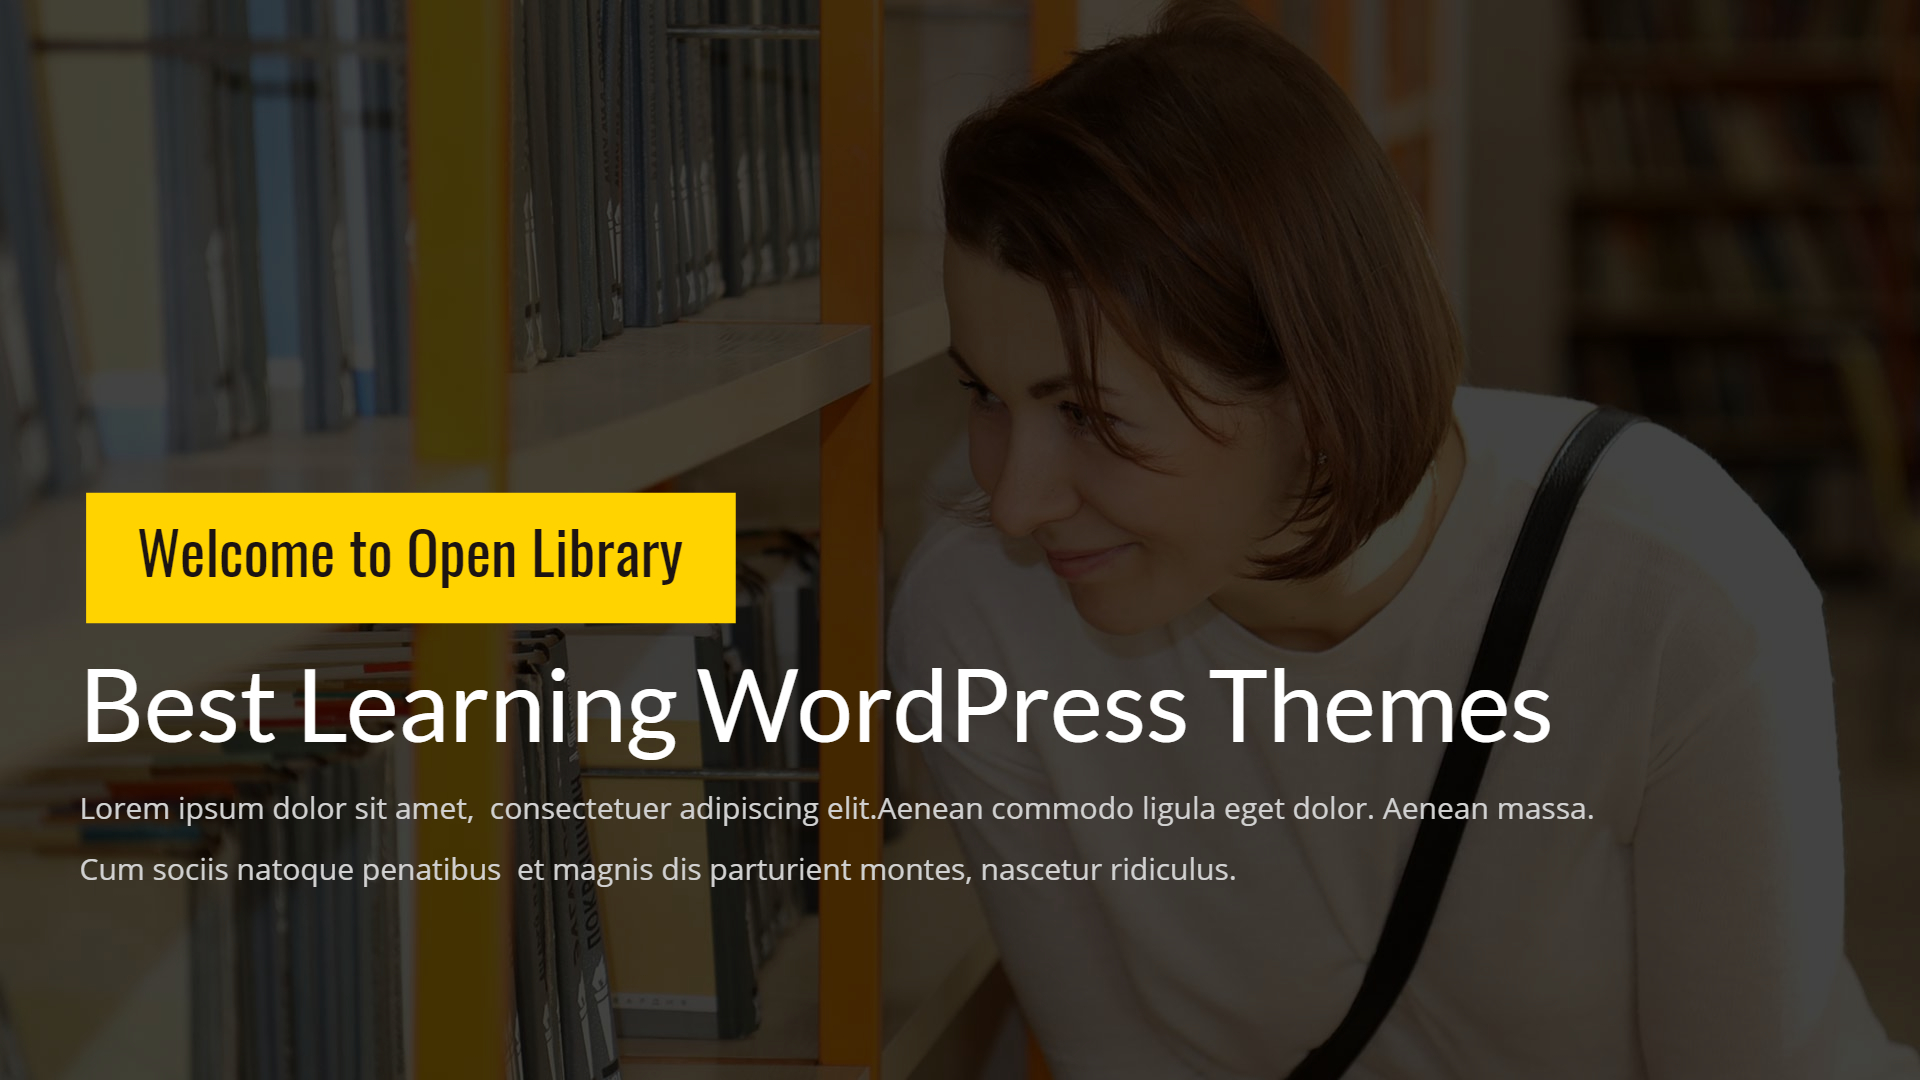 Welcome to Open Library
Best Learning WordPress Themes
Lorem ipsum dolor sit amet,  consectetuer adipiscing elit.Aenean commodo ligula eget dolor. Aenean massa.
Cum sociis natoque penatibus  et magnis dis parturient montes, nascetur ridiculus.